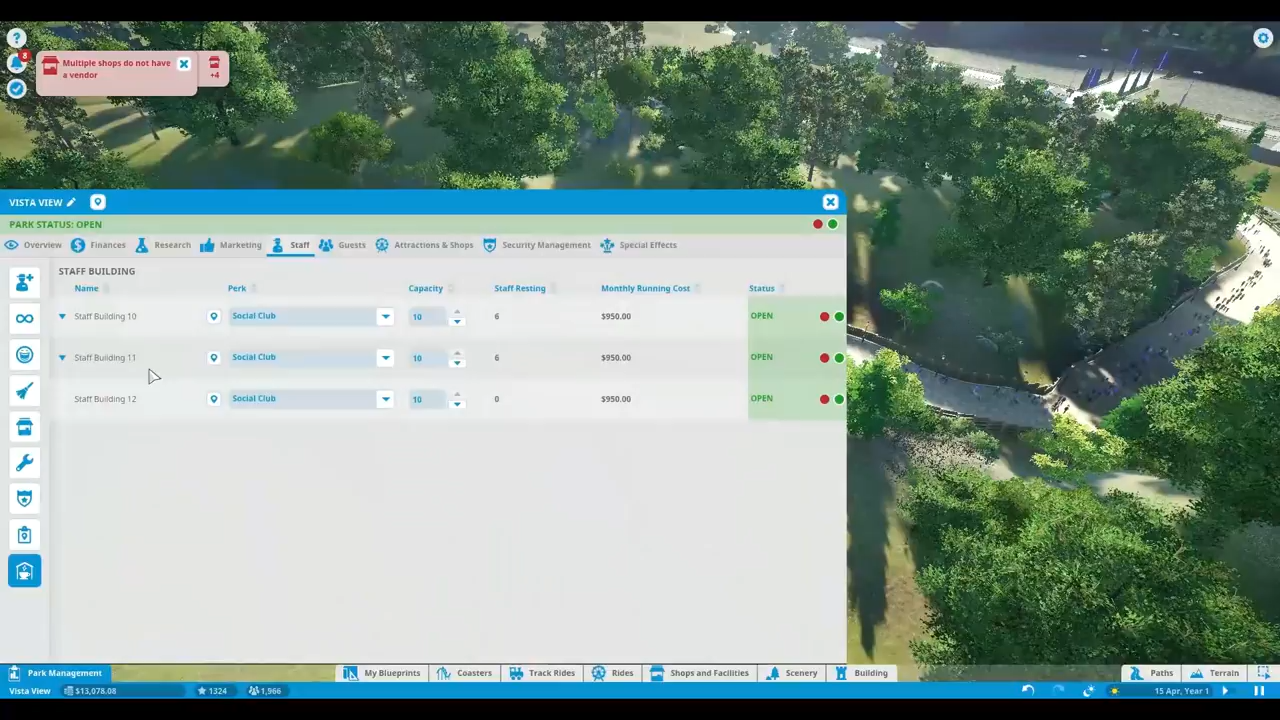 ?
8
Multiple shops do not have
a vendor
+4
VISTA VIEW
PARK STATUS: OPEN
Overview Finances Research Marketing Staff Guests Attractions & Shops Security Management Special Effects
STAFF BUILDING
Name Perk Capacity Staff Resting Monthly Running Cost Status
Staff Building 10 Social Club 10 6 $950.00 OPEN
Staff Building 11 Social Club 10 6 $950.00 OPEN
Staff Building 12 Social Club 10 0 $950.00 OPEN
Park Management My Blueprints Coasters Track Rides Rides Shops and Facilities Scenery Building Paths Terrain
Vista View $13,078.08 1324 1,966 15 Apr, Year 1